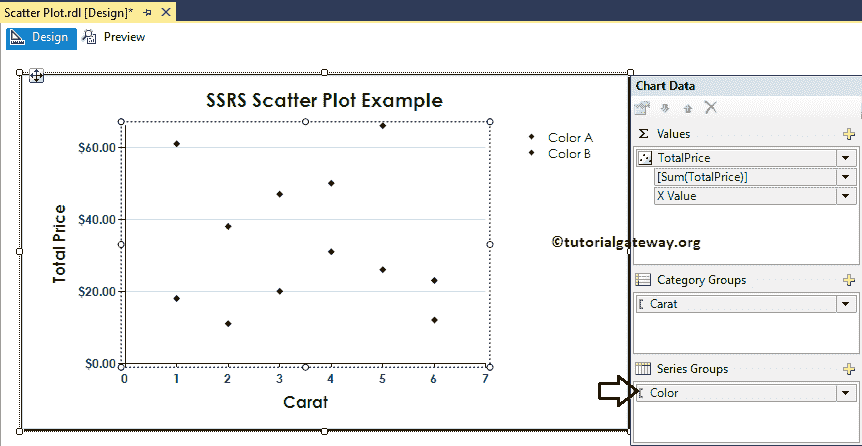 Scatter Plot.rdl [Design]*
Design
Preview
SSRS Scatter Plot Example
Total Price
$60.00
$40.00
$20.00
$0.00
0 1 2 3 4 5 6 7
Carat
Color A
Color B
©tutorialgateway.org
Chart Data
Σ Values
TotalPrice
[Sum(TotalPrice)]
X Value
Category Groups
Carat
Series Groups
Color